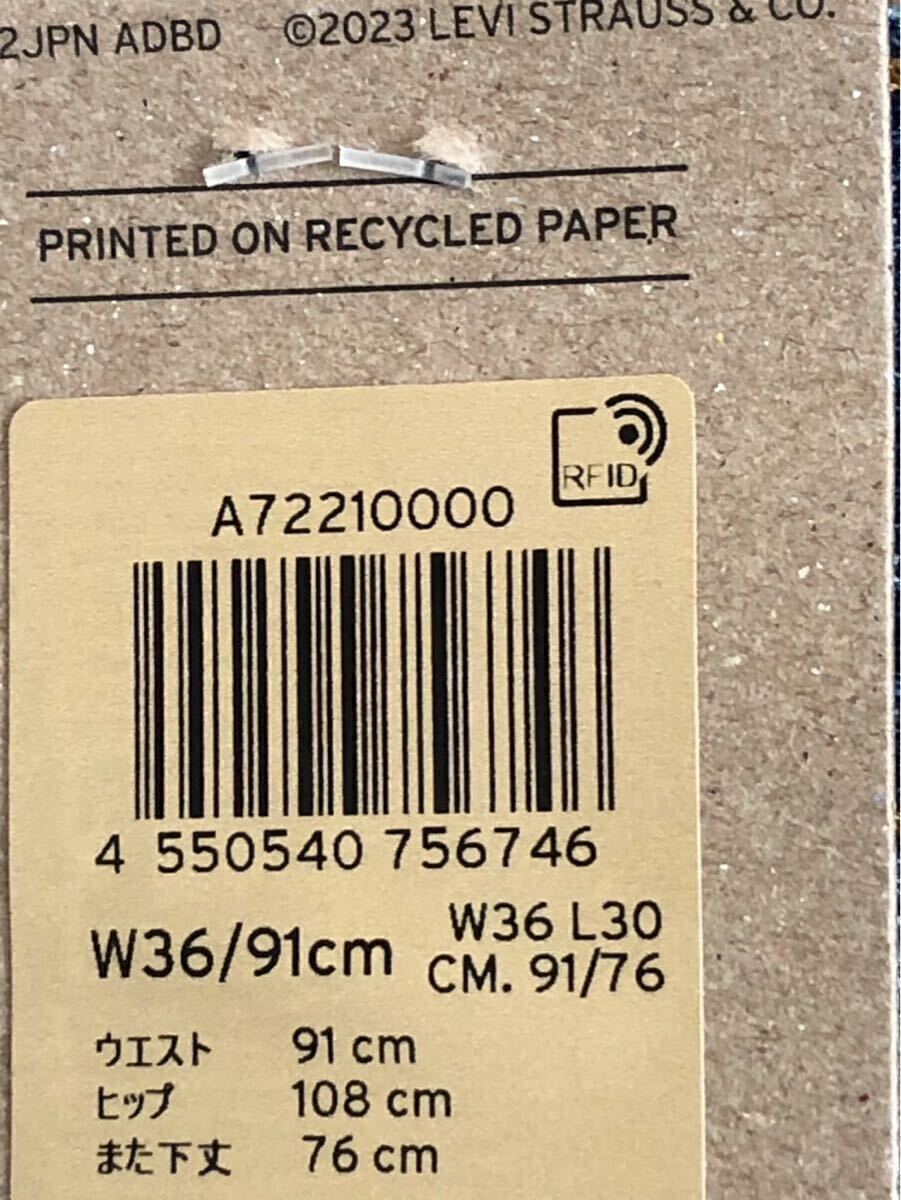 2JPN ADBD ©2023 LEVI STRAUSS & CO.
PRINTED ON RECYCLED PAPER
RFID
A72210000
4 550540 756746
W36/91cm
W36 L30
CM. 91/76
ウエスト 91 cm
ヒップ 108 cm
また下丈 76 cm